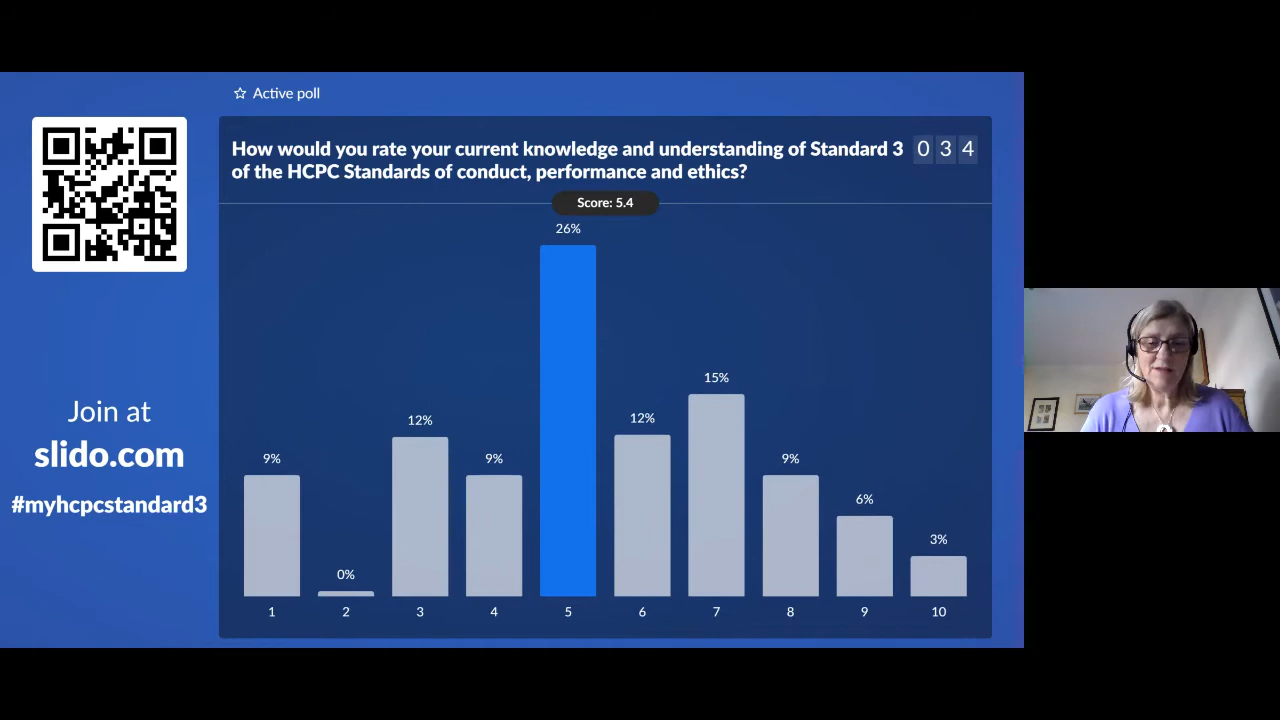 Active poll
How would you rate your current knowledge and understanding of Standard 3
of the HCPC Standards of conduct, performance and ethics?
0 3 4
Score: 5.4
26%
15%
12%
12%
9%
9%
9%
6%
3%
0%
1 2 3 4 5 6 7 8 9 10
Join at
slido.com
#myhcpcstandard3